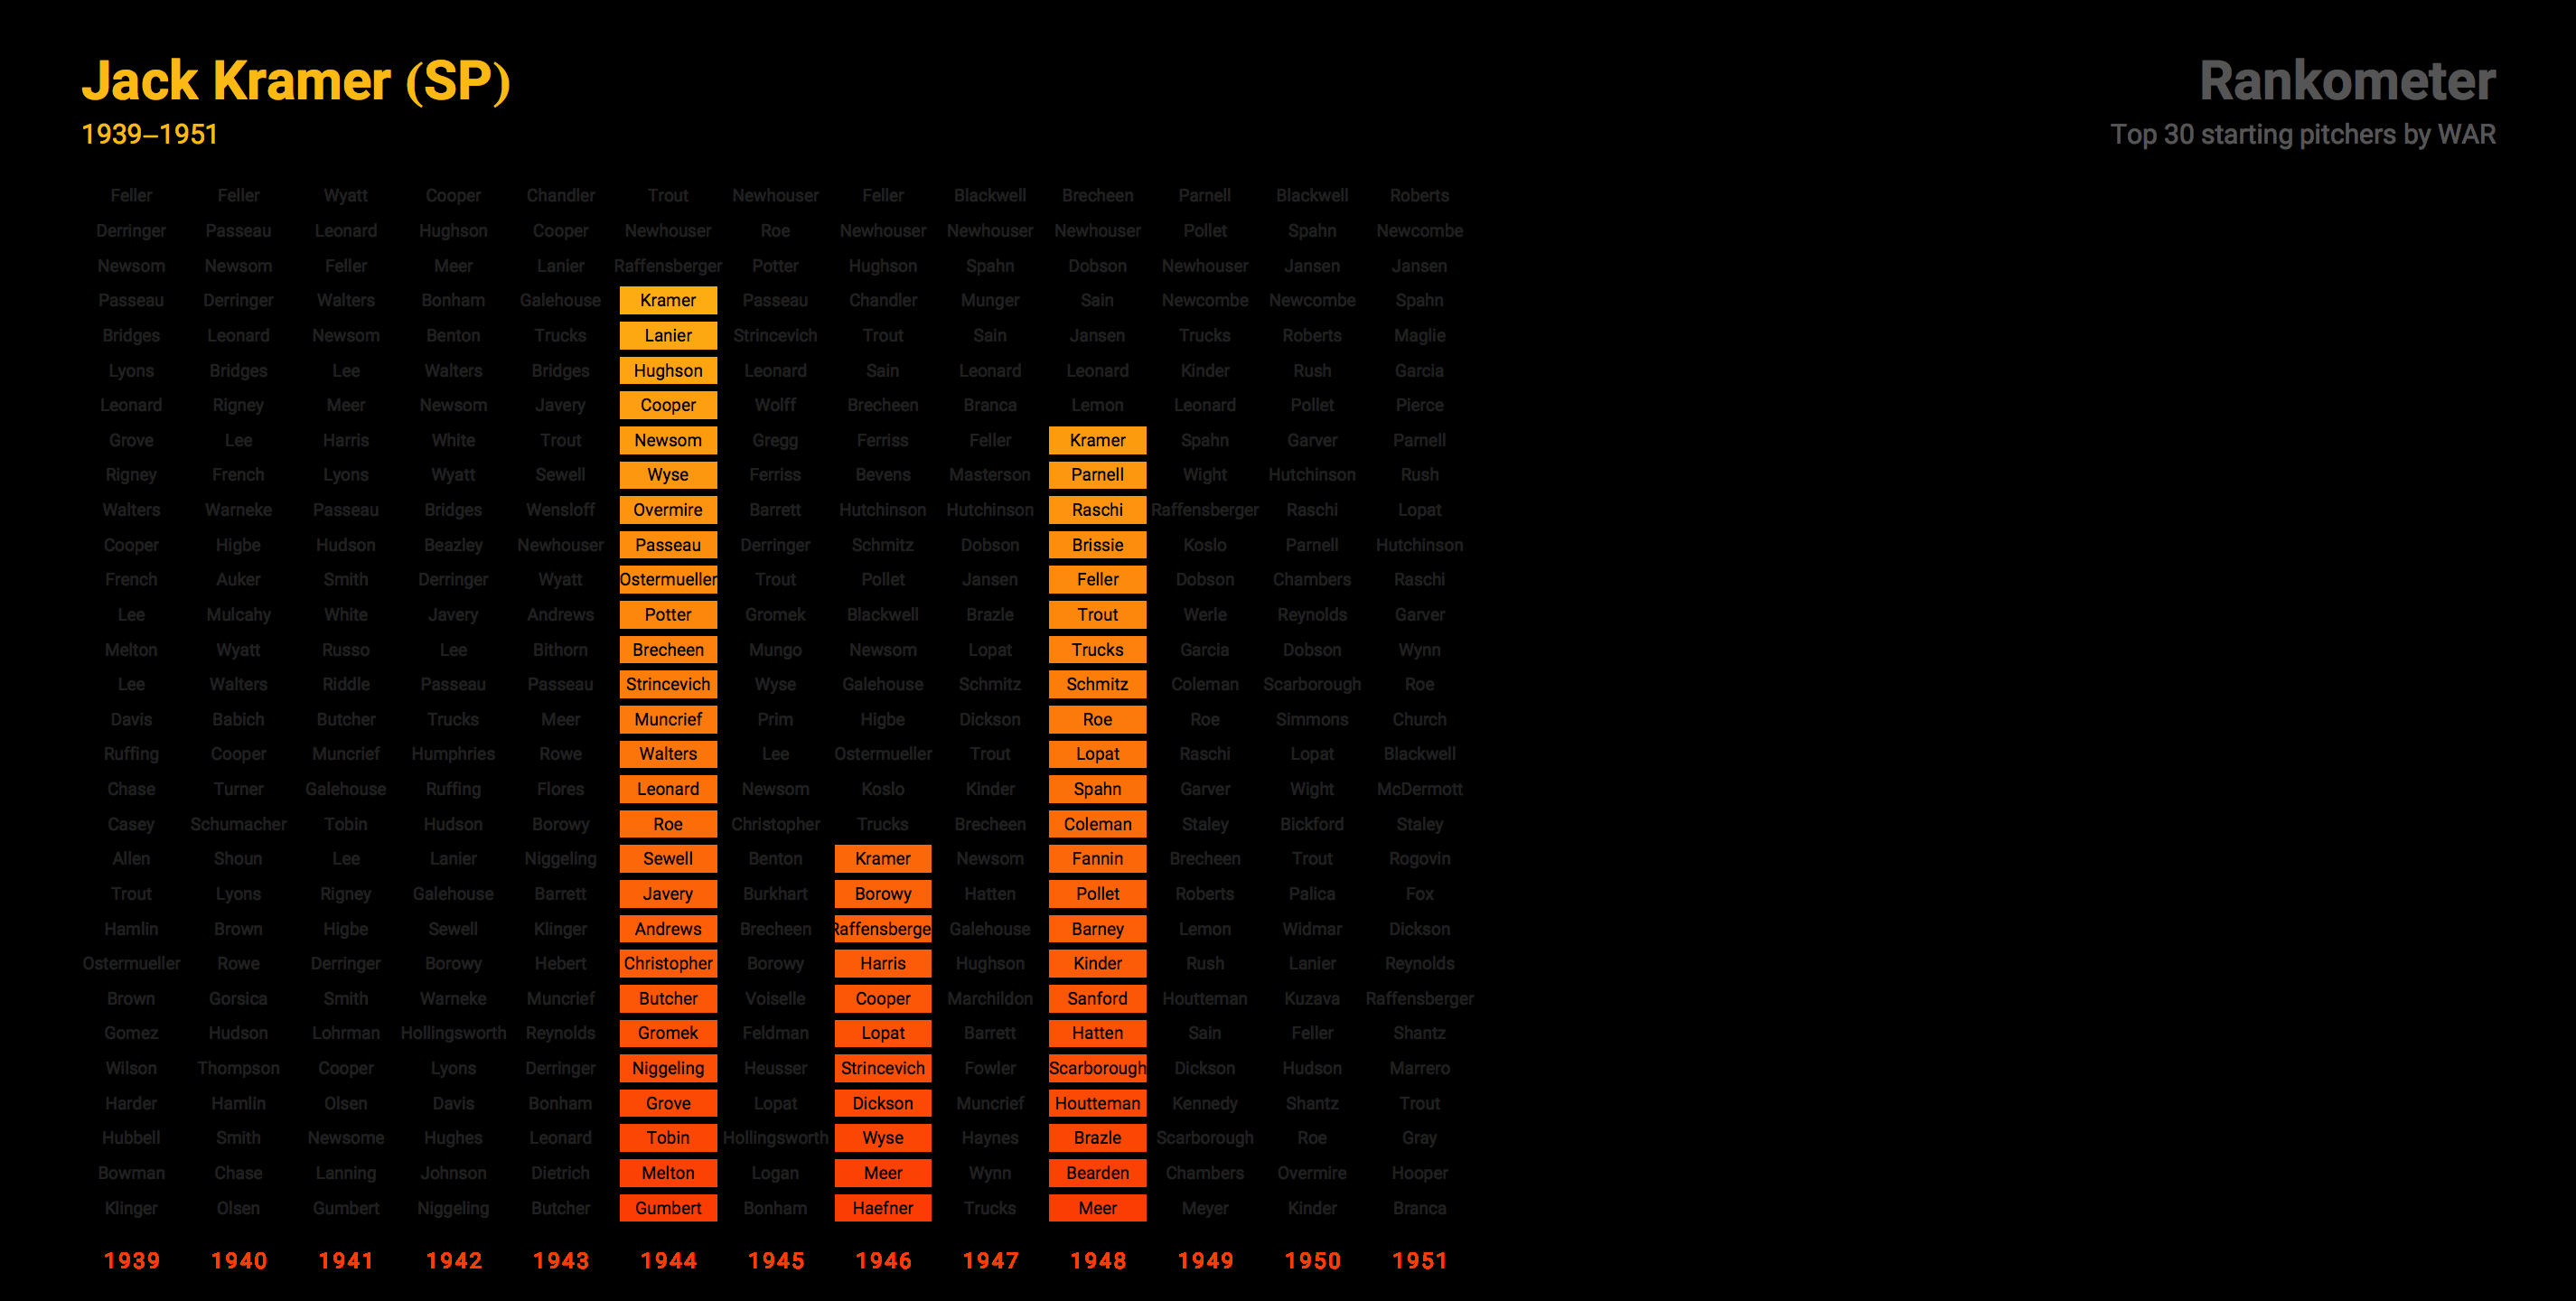 Jack Kramer (SP)
1939–1951
Rankometer
Top 30 starting pitchers by WAR
Feller Feller Wyatt Cooper Chandler Trout Newhouser Feller Blackwell Brecheen Parnell Blackwell Roberts
Derringer Passeau Leonard Hughson Cooper Newhouser Roe Newhouser Newhouser Newhouser Pollet Spahn Newcombe
Newsom Newsom Feller Meer Lanier Raffensberger Potter Hughson Spahn Dobson Newhouser Jansen Jansen
Passeau Derringer Walters Bonham Galehouse Kramer Passeau Chandler Munger Sain Newcombe Newcombe Spahn
Bridges Leonard Newsom Benton Trucks Lanier Strincevich Trout Sain Jansen Trucks Roberts Maglie
Lyons Bridges Lee Walters Bridges Hughson Leonard Sain Leonard Leonard Kinder Rush Garcia
Leonard Rigney Meer Newsom Javery Cooper Wolff Brecheen Branca Lemon Leonard Pollet Pierce
Grove Lee Harris White Trout Newsom Gregg Ferriss Feller Kramer Spahn Garver Parnell
Rigney French Lyons Wyatt Sewell Wyse Ferriss Bevens Masterson Parnell Wight Hutchinson Rush
Walters Warneke Passeau Bridges Wensloff Overmire Barrett Hutchinson Hutchinson Raschi Raffensberger Raschi Lopat
Cooper Higbe Hudson Beazley Newhouser Passeau Derringer Schmitz Dobson Brissie Koslo Parnell Hutchinson
French Auker Smith Derringer Wyatt Ostermueller Trout Pollet Jansen Feller Dobson Chambers Raschi
Lee Mulcahy White Javery Andrews Potter Gromek Blackwell Brazle Trout Werle Reynolds Garver
Melton Wyatt Russo Lee Bithorn Brecheen Mungo Newsom Lopat Trucks Garcia Dobson Wynn
Lee Walters Riddle Passeau Passeau Strincevich Wyse Galehouse Schmitz Schmitz Coleman Scarborough Roe
Davis Babich Butcher Trucks Meer Muncrief Prim Higbe Dickson Roe Roe Simmons Church
Ruffing Cooper Muncrief Humphries Rowe Walters Lee Ostermueller Trout Lopat Raschi Lopat Blackwell
Chase Turner Galehouse Ruffing Flores Leonard Newsom Koslo Kinder Spahn Garver Wight McDermott
Casey Schumacher Tobin Hudson Borowy Roe Christopher Trucks Brecheen Coleman Staley Bickford Staley
Allen Shoun Lee Lanier Niggeling Sewell Benton Kramer Newsom Fannin Brecheen Trout Rogovin
Trout Lyons Rigney Galehouse Barrett Javery Burkhart Borowy Hatten Pollet Roberts Palica Fox
Hamlin Brown Higbe Sewell Klinger Andrews Brecheen Raffensberge Galehouse Barney Lemon Widmar Dickson
Ostermueller Rowe Derringer Borowy Hebert Christopher Borowy Harris Hughson Kinder Rush Lanier Reynolds
Brown Gorsica Smith Warneke Muncrief Butcher Voiselle Cooper Marchildon Sanford Houtteman Kuzava Raffensberger
Gomez Hudson Lohrman Hollingsworth Reynolds Gromek Feldman Lopat Barrett Hatten Sain Feller Shantz
Wilson Thompson Cooper Lyons Derringer Niggeling Heusser Strincevich Fowler Scarborough Dickson Hudson Marrero
Harder Hamlin Olsen Davis Bonham Grove Lopat Dickson Muncrief Houtteman Kennedy Shantz Trout
Hubbell Smith Newsome Hughes Leonard Tobin Hollingsworth Wyse Haynes Brazle Scarborough Roe Gray
Bowman Chase Lanning Johnson Dietrich Melton Logan Meer Wynn Bearden Chambers Overmire Hooper
Klinger Olsen Gumbert Niggeling Butcher Gumbert Bonham Haefner Trucks Meer Meyer Kinder Branca
1939 1940 1941 1942 1943 1944 1945 1946 1947 1948 1949 1950 1951